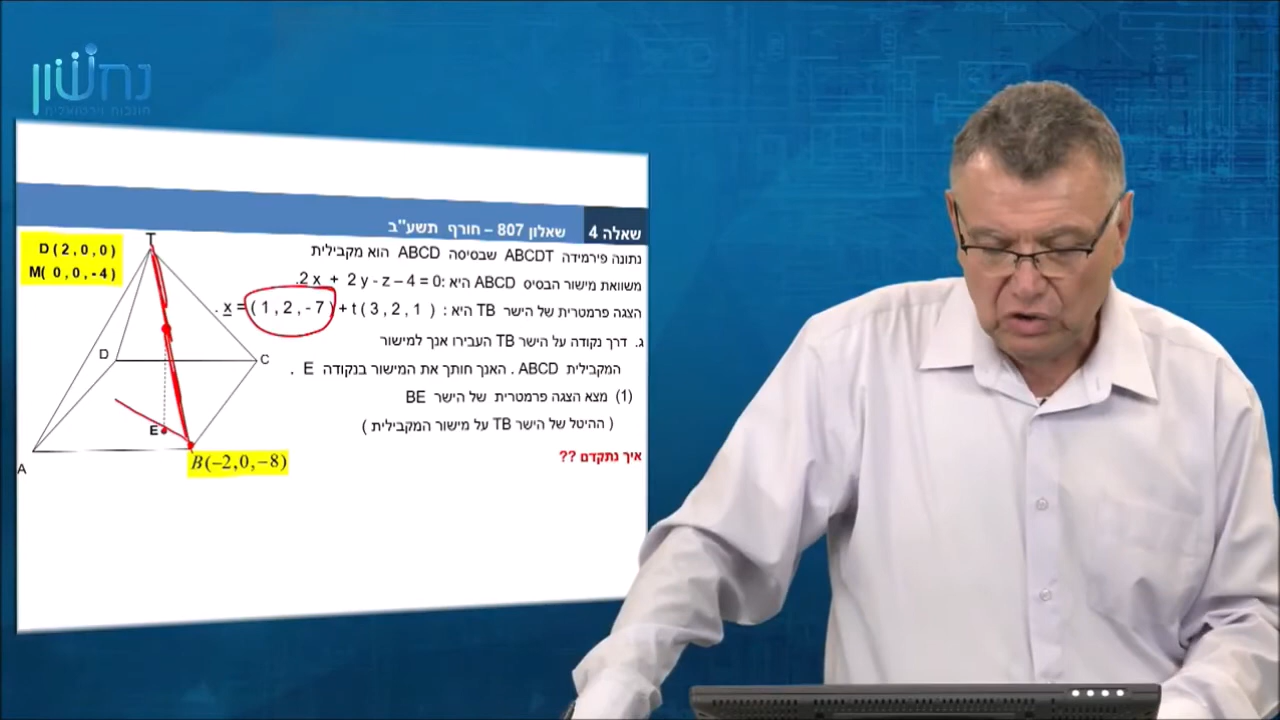 נחשון
חונכות וירטואלית
שאלה 4 שאלון 807 – חורף תשע"ב
נתונה פירמידה ABCDT שבסיסה ABCD הוא מקבילית
משוואת מישור הבסיס ABCD היא: 2x + 2y - z – 4 = 0.
הצגה פרמטרית של הישר TB היא: x = ( 1 , 2 , - 7 ) + t ( 3 , 2 , 1 ) .
ג. דרך נקודה על הישר TB העבירו אנך למישור
המקבילית ABCD . האנך חותך את המישור בנקודה E .
(1) מצא הצגה פרמטרית של הישר BE
( ההיטל של הישר TB על מישור המקבילית )
איך נתקדם ??
D ( 2 , 0 , 0 )
M( 0 , 0 , - 4 )
T
D
C
E
A
B(−2,0,−8)